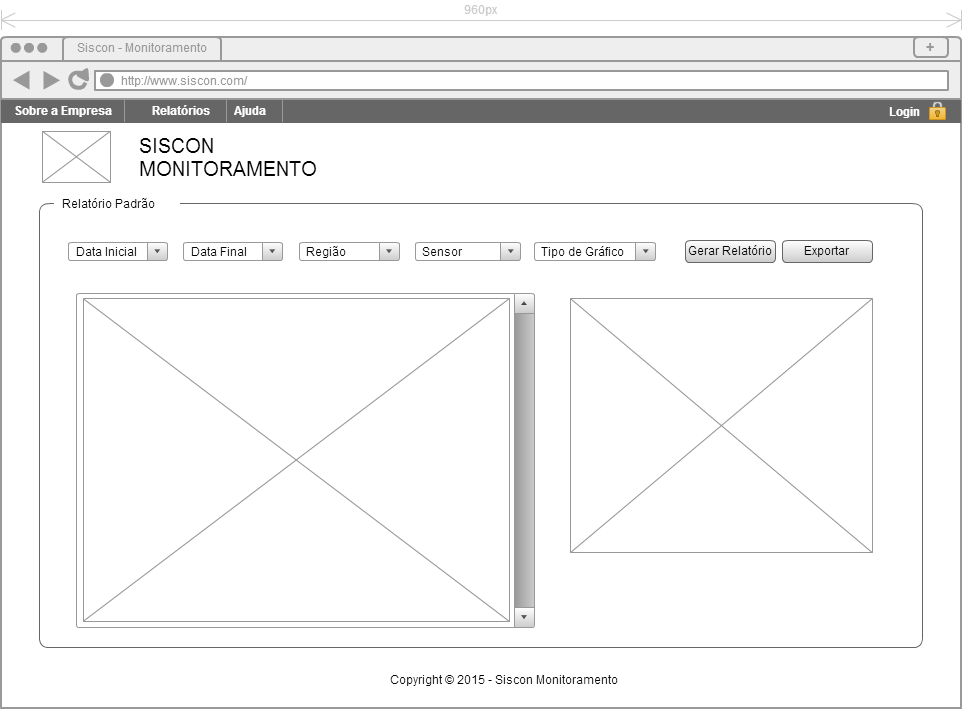 960px
Siscon - Monitoramento
+
http://www.siscon.com/
Sobre a Empresa Relatórios Ajuda Login
SISCON
MONITORAMENTO
Relatório Padrão
Data Inicial Data Final Região Sensor Tipo de Gráfico Gerar Relatório Exportar
Copyright © 2015 - Siscon Monitoramento